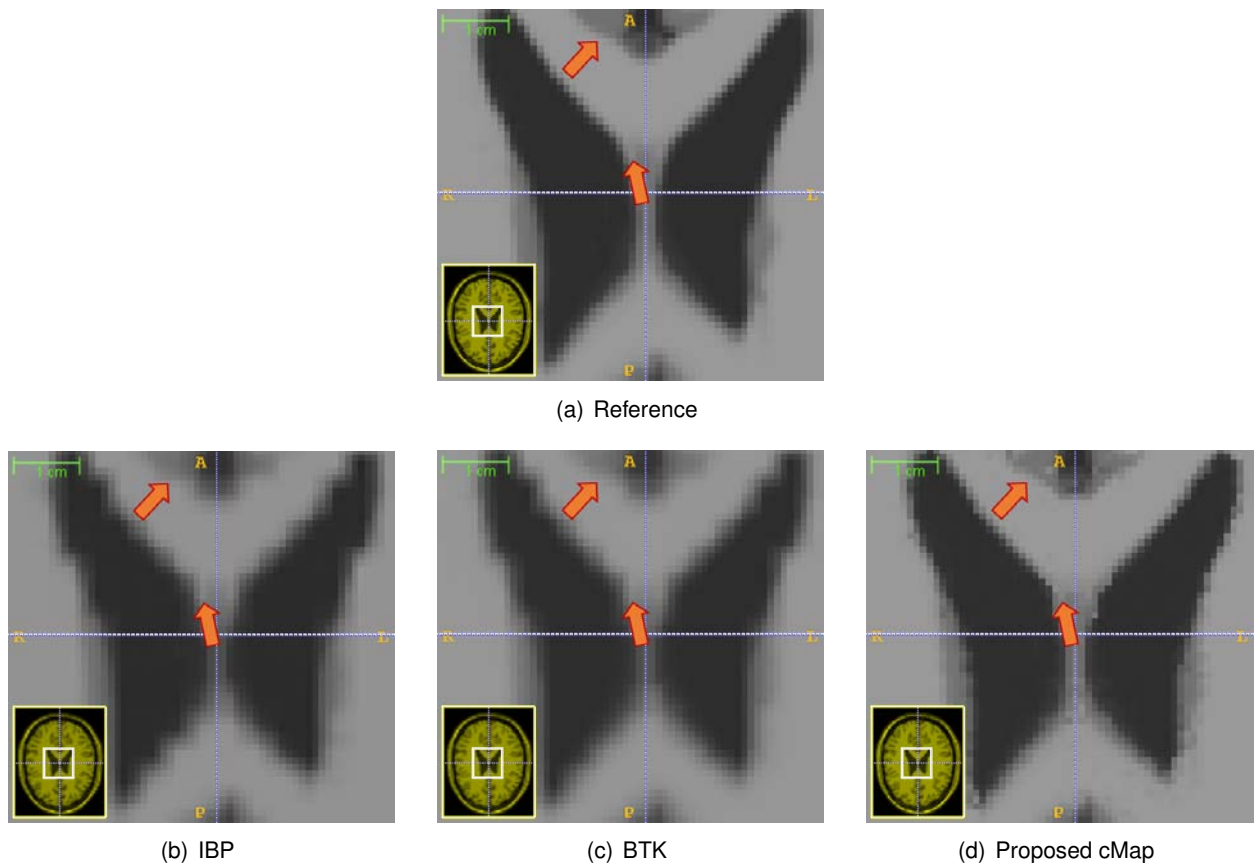 1 cm
A
R
L
P
(a) Reference
1 cm
A
1 cm
A
1 cm
A
R
L
R
L
R
L
P
P
P
(b) IBP
(c) BTK
(d) Proposed cMap